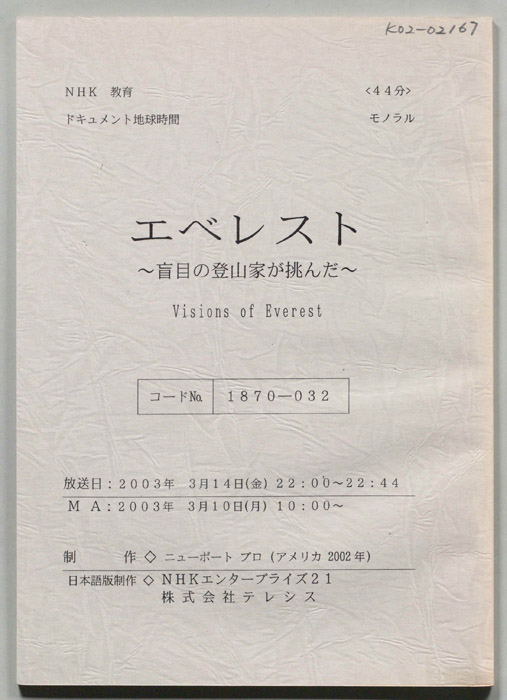 K02-02167
NHK 教育 <44分>
ドキュメント地球時間 モノラル
エベレスト
～盲目の登山家が挑んだ～
Visions of Everest
コード№ 1870―032
放送日:2003年 3月14日(金) 22:00～22:44
MA:2003年 3月10日(月) 10:00～
制 作 ◇ ニューポート プロ (アメリカ 2002年)
日本語版制作 ◇ NHKエンタープライズ21
株式会社テレシス